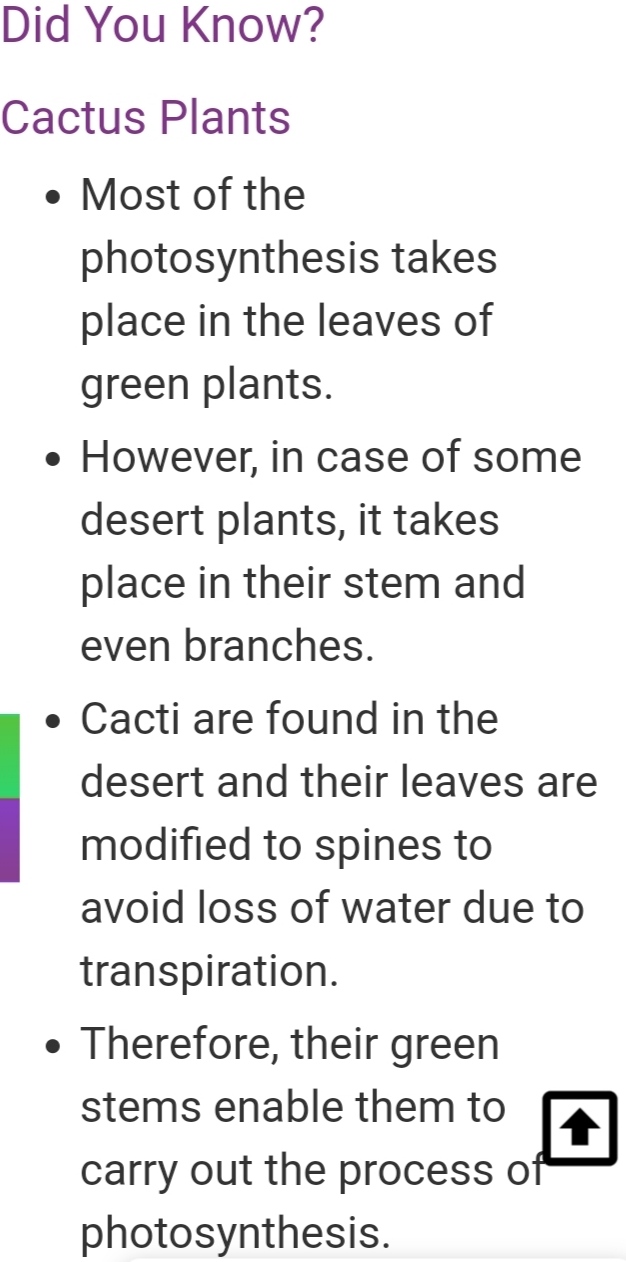 Did You Know?
Cactus Plants
• Most of the
photosynthesis takes
place in the leaves of
green plants.
• However, in case of some
desert plants, it takes
place in their stem and
even branches.
• Cacti are found in the
desert and their leaves are
modified to spines to
avoid loss of water due to
transpiration.
• Therefore, their green
stems enable them to
carry out the process of
photosynthesis.